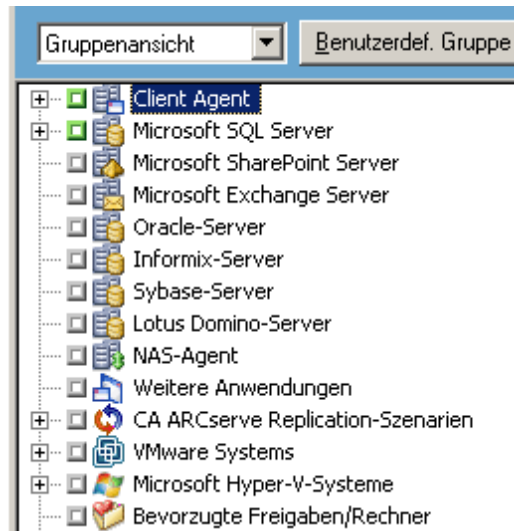 Gruppenansicht Benutzerdef. Gruppe
Client Agent
Microsoft SQL Server
Microsoft SharePoint Server
Microsoft Exchange Server
Oracle-Server
Informix-Server
Sybase-Server
Lotus Domino-Server
NAS-Agent
Weitere Anwendungen
CA ARCserve Replication-Szenarien
VMware Systems
Microsoft Hyper-V-Systeme
Bevorzugte Freigaben/Rechner